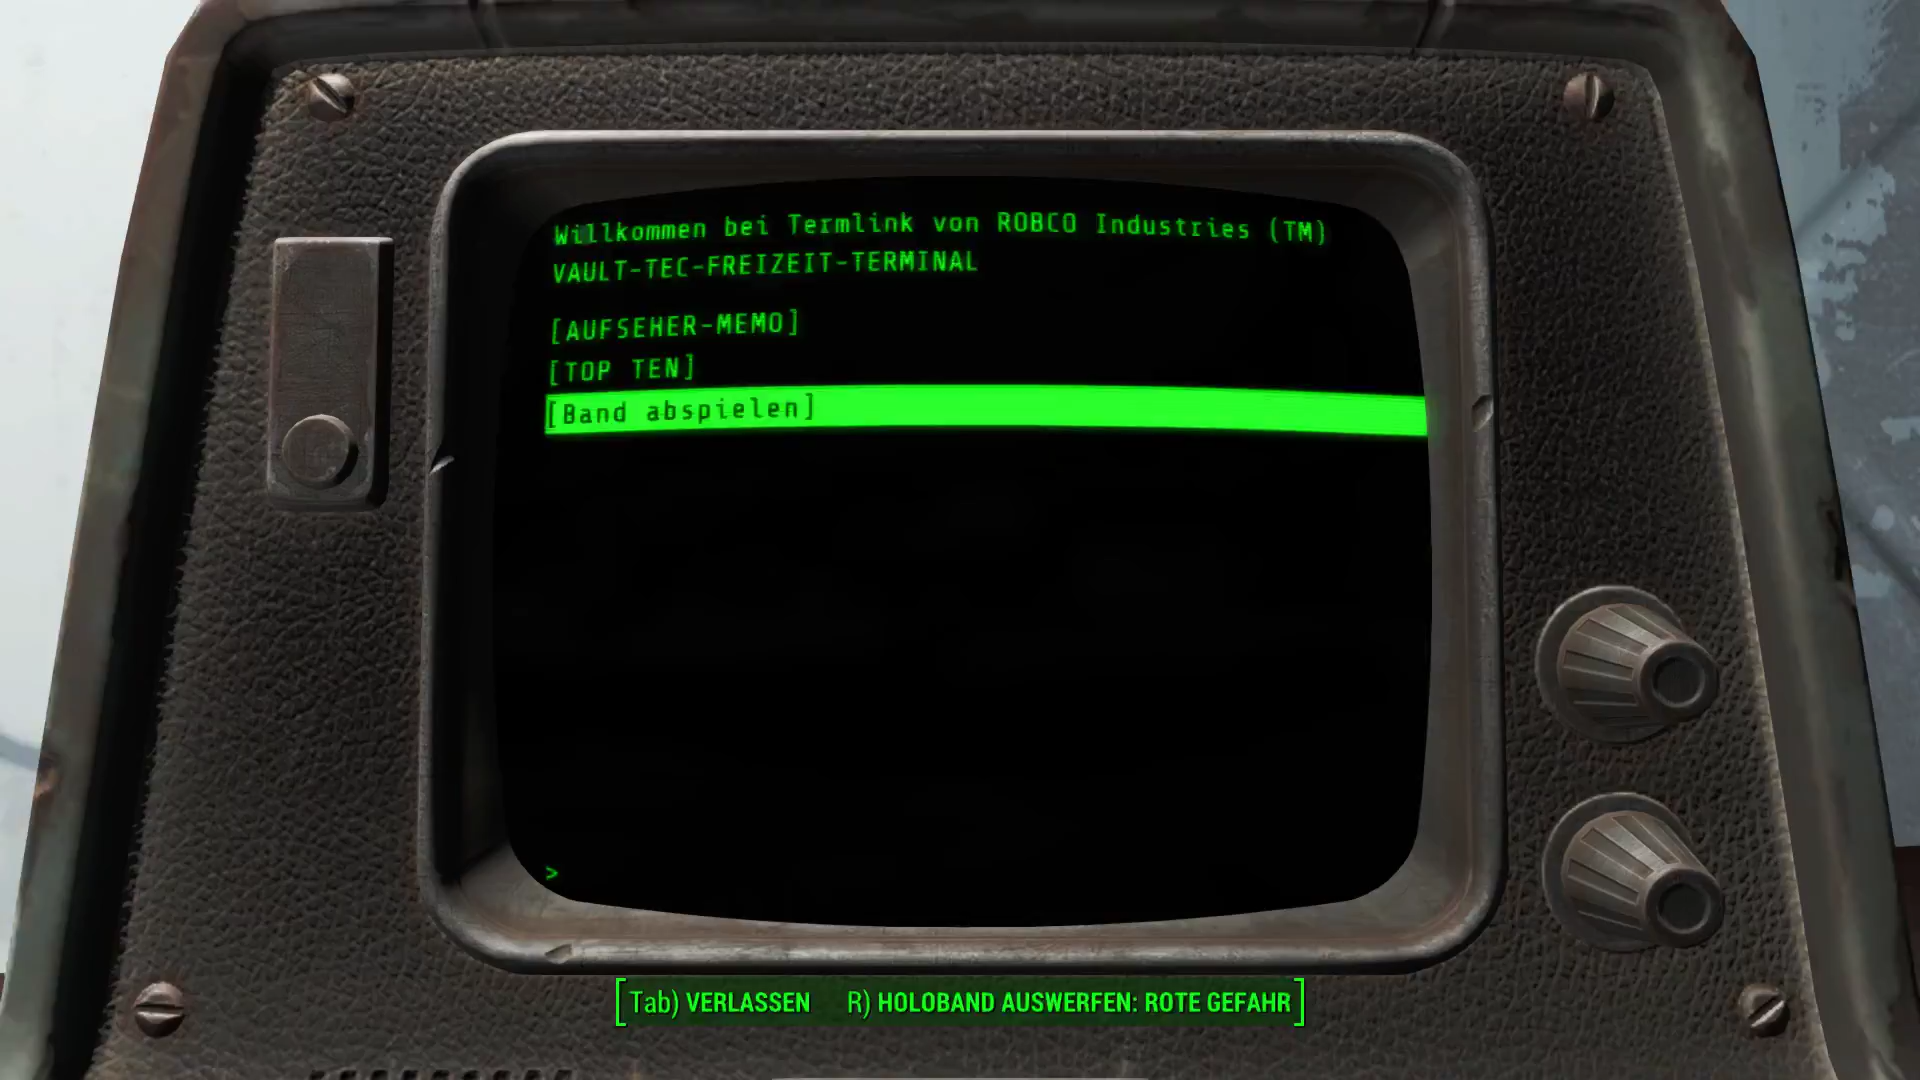 Willkommen bei Termlink von ROBCO Industries (TM)
VAULT-TEC-FREIZEIT-TERMINAL
[AUFSEHER-MEMO]
[TOP TEN]
[Band abspielen]
>
[Tab) VERLASSEN R) HOLOBAND AUSWERFEN: ROTE GEFAHR]